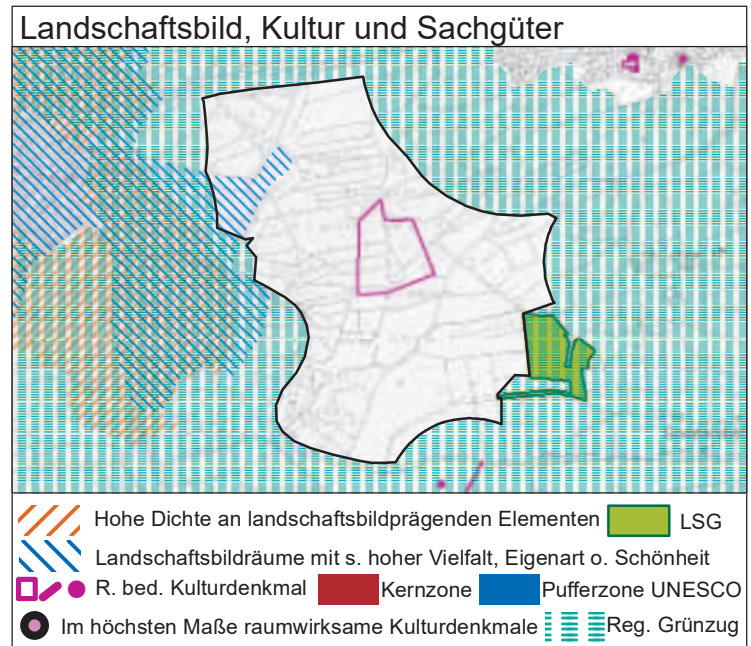 Landschaftsbild, Kultur und Sachgüter
Hohe Dichte an landschaftsbildprägenden Elementen LSG
Landschaftsbildräume mit s. hoher Vielfalt, Eigenart o. Schönheit
R. bed. Kulturdenkmal Kernzone Pufferzone UNESCO
Im höchsten Maße raumwirksame Kulturdenkmale Reg. Grünzug